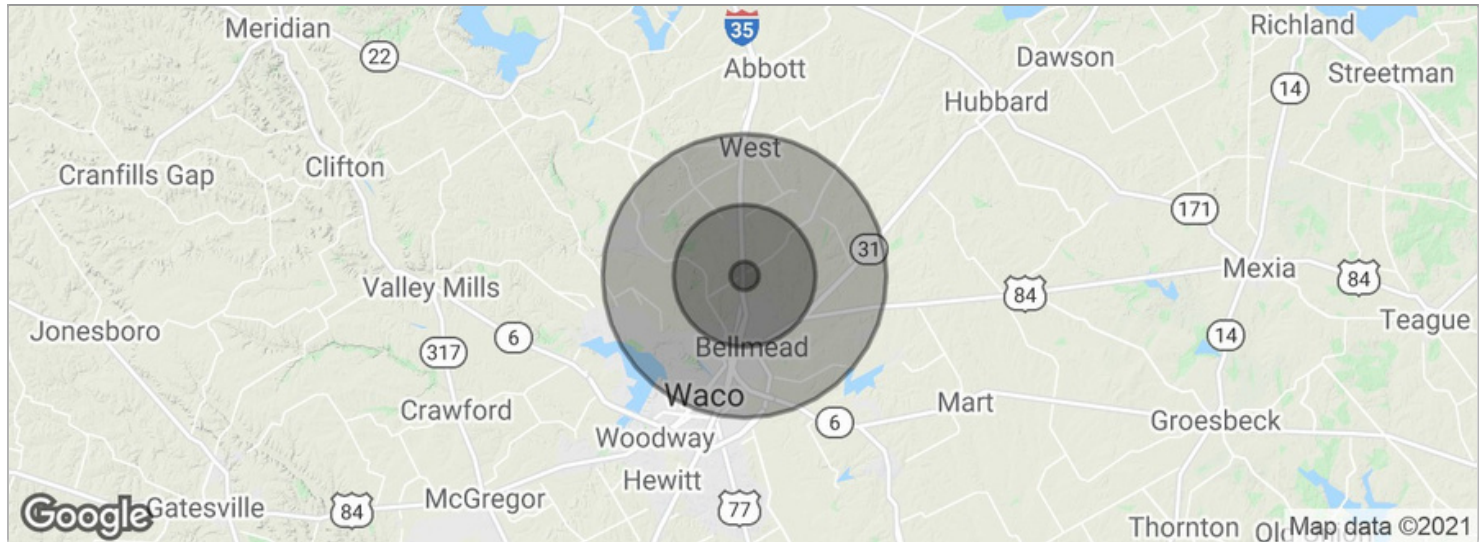 Meridian
35
Richland
22
Abbott
Dawson
Streetman
14
Hubbard
West
Clifton
Cranfills Gap
171
31
Mexia
84
84
Valley Mills
Teague
Jonesboro
6
14
317
Bellmead
Waco
Mart
Crawford
6
Groesbeck
Woodway
Hewitt
McGregor
Google
Gatesville
84
77
Thornton
Map data ©2021